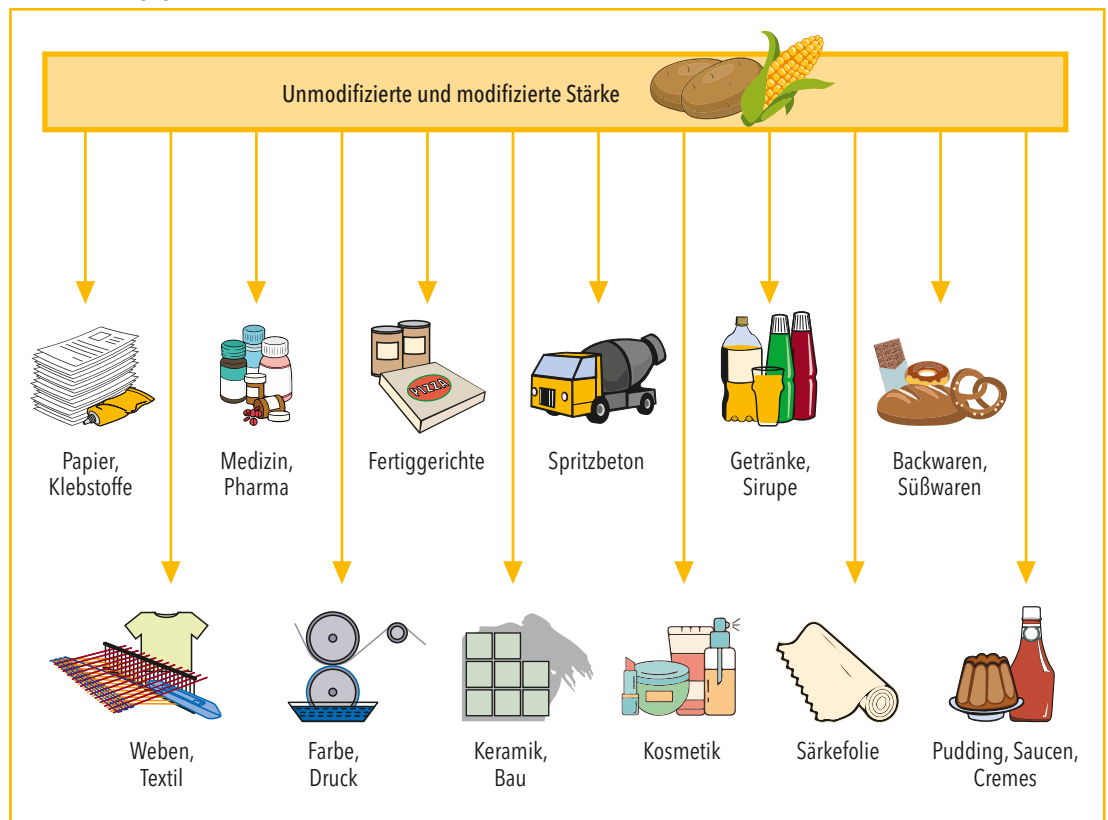 Unmodifizierte und modifizierte Stärke
PIZZA
Papier,
Klebstoffe
Medizin,
Pharma
Fertiggerichte
Spritzbeton
Getränke,
Sirupe
Backwaren,
Süßwaren
Weben,
Textil
Farbe,
Druck
Keramik,
Bau
Kosmetik
Särkefolie
Pudding, Saucen,
Cremes